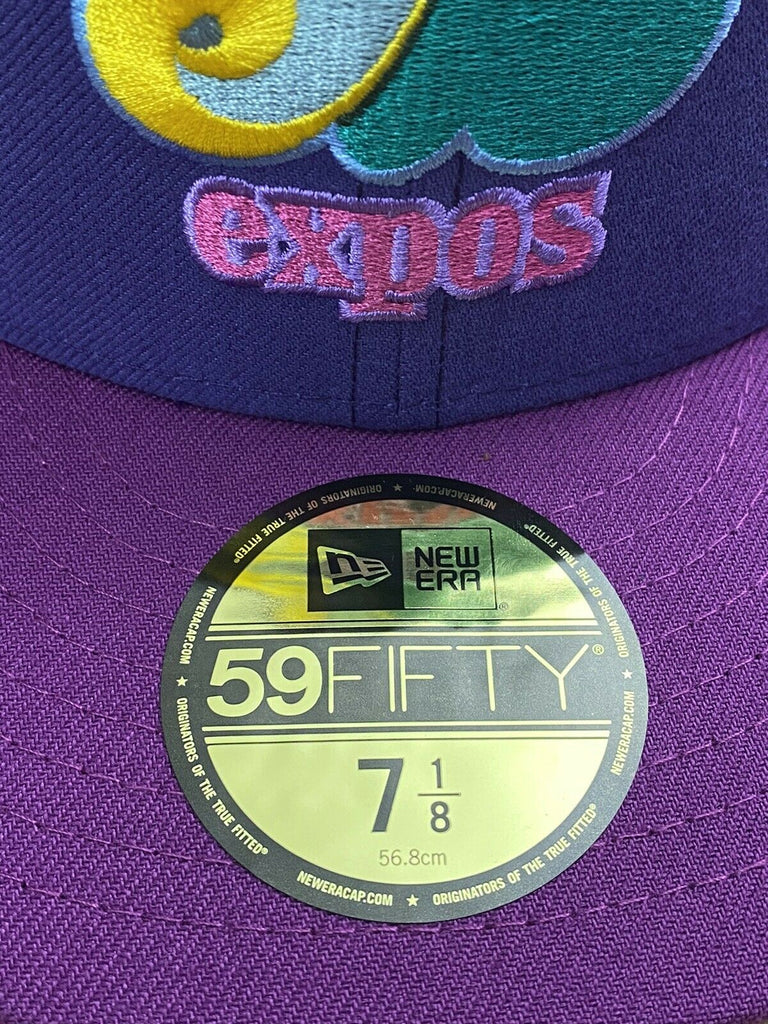 expos
NEW ERA®
59FIFTY®
7 1/8
56.8cm
NEWERACAP.COM ★ ORIGINATORS OF THE TRUE FITTED®
NEWERACAP.COM ★ ORIGINATORS OF THE TRUE FITTED®
NEWERACAP.COM ★ ORIGINATORS OF THE TRUE FITTED®
NEWERACAP.COM ★ ORIGINATORS OF THE TRUE FITTED®